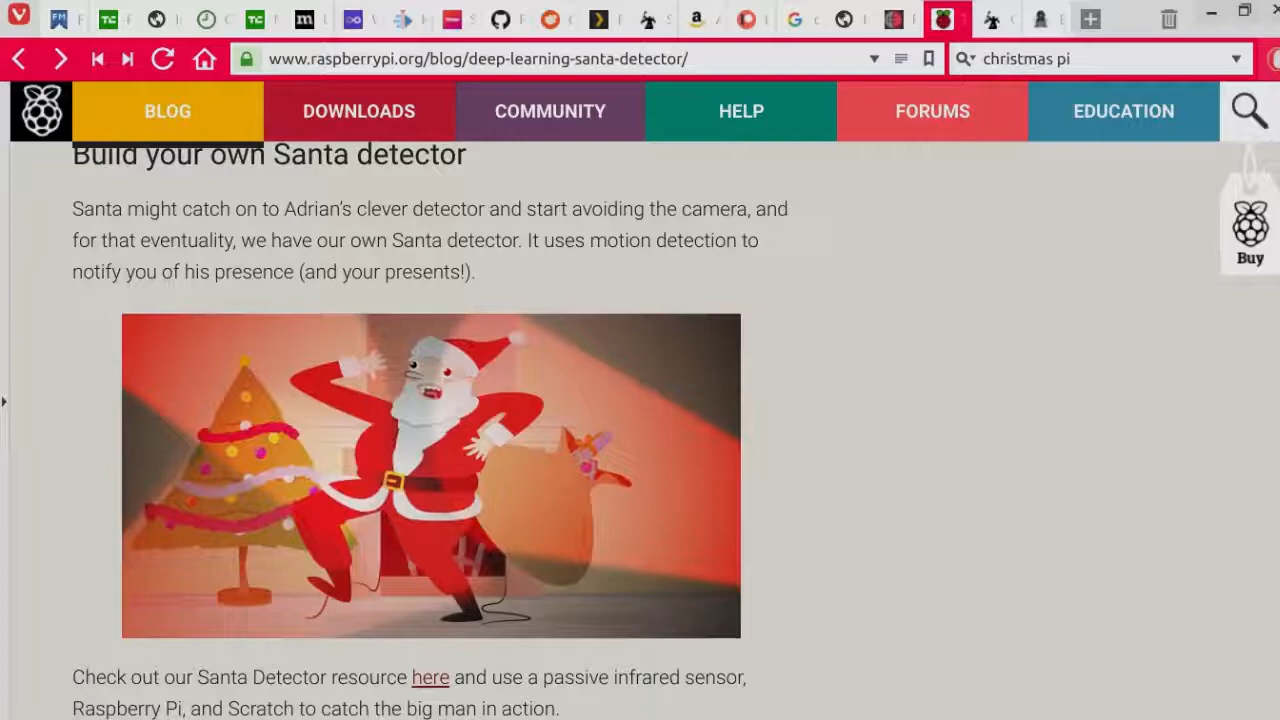 www.raspberrypi.org/blog/deep-learning-santa-detector/
christmas pi
BLOG
DOWNLOADS
COMMUNITY
HELP
FORUMS
EDUCATION
Build your own Santa detector
Santa might catch on to Adrian’s clever detector and start avoiding the camera, and
for that eventuality, we have our own Santa detector. It uses motion detection to
notify you of his presence (and your presents!).
Buy
Check out our Santa Detector resource here and use a passive infrared sensor,
Raspberry Pi, and Scratch to catch the big man in action.